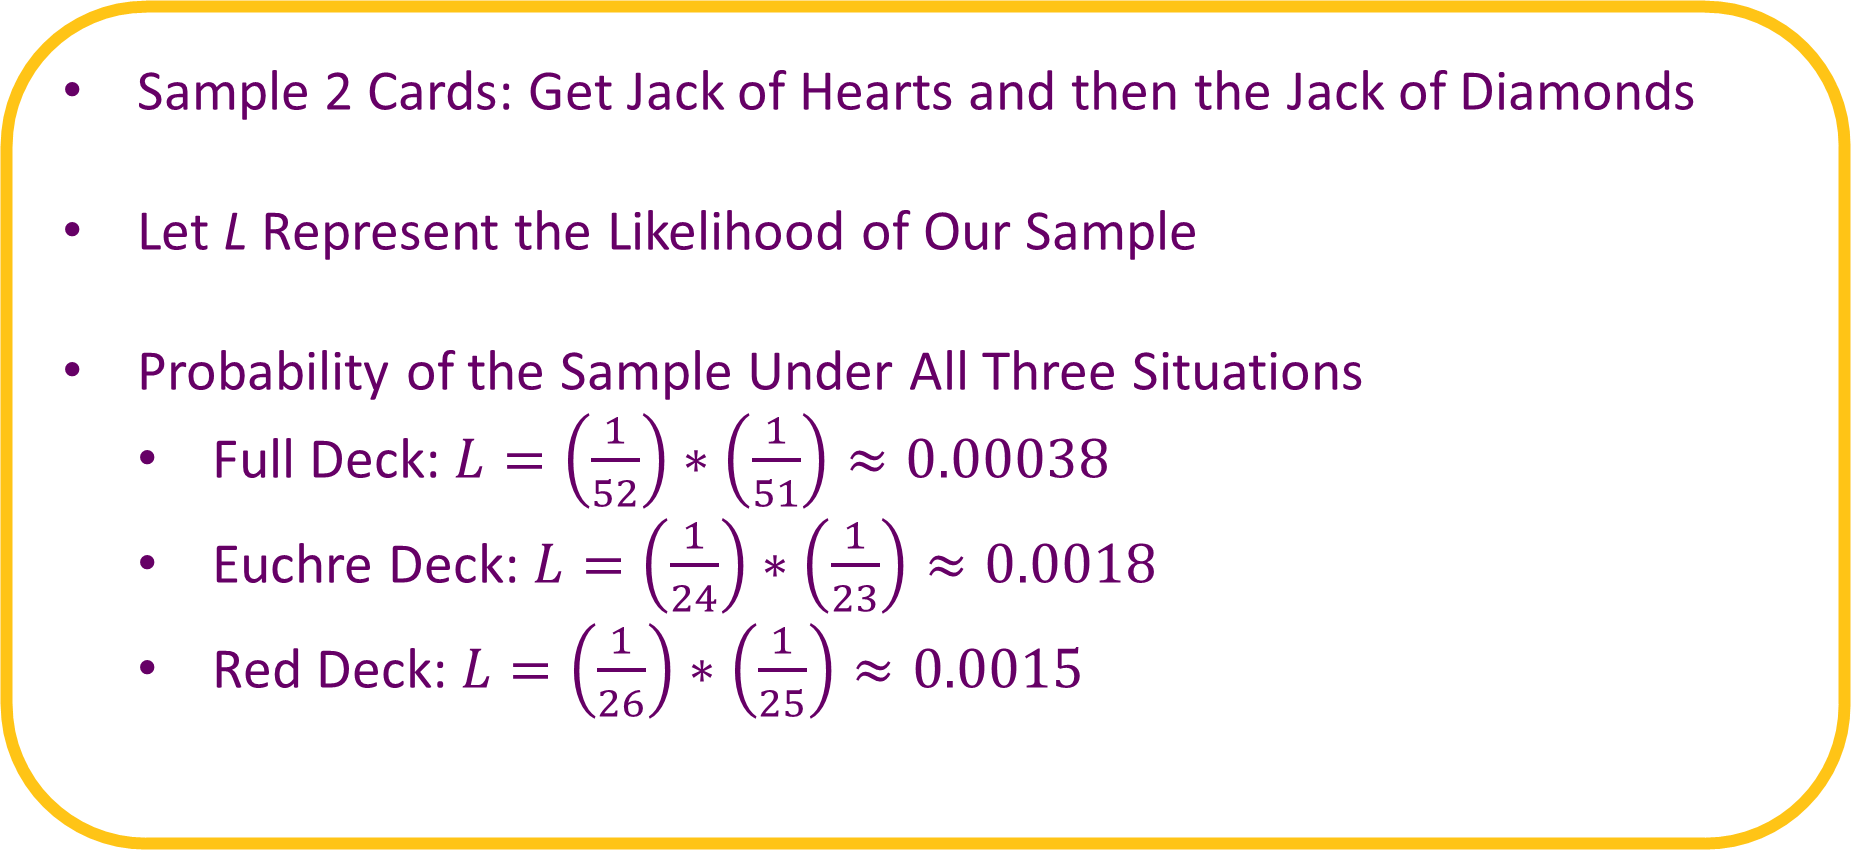 • Sample 2 Cards: Get Jack of Hearts and then the Jack of Diamonds
• Let L Represent the Likelihood of Our Sample
• Probability of the Sample Under All Three Situations
• Full Deck: L = (1/52) * (1/51) ≈ 0.00038
• Euchre Deck: L = (1/24) * (1/23) ≈ 0.0018
• Red Deck: L = (1/26) * (1/25) ≈ 0.0015